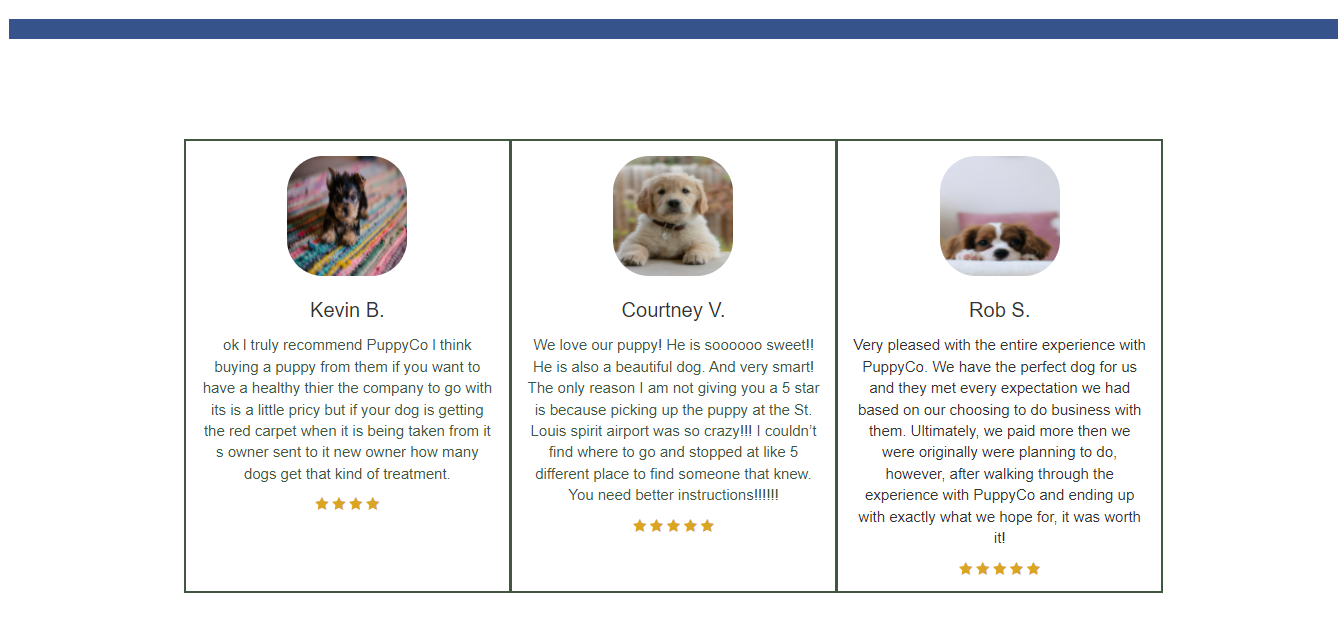 Kevin B.
ok I truly recommend PuppyCo I think
buying a puppy from them if you want to
have a healthy thier the company to go with
its is a little pricy but if your dog is getting
the red carpet when it is being taken from it
s owner sent to it new owner how many
dogs get that kind of treatment.
Courtney V.
We love our puppy! He is soooooo sweet!!
He is also a beautiful dog. And very smart!
The only reason I am not giving you a 5 star
is because picking up the puppy at the St.
Louis spirit airport was so crazy!!! I couldn’t
find where to go and stopped at like 5
different place to find someone that knew.
You need better instructions!!!!!!
Rob S.
Very pleased with the entire experience with
PuppyCo. We have the perfect dog for us
and they met every expectation we had
based on our choosing to do business with
them. Ultimately, we paid more then we
were originally were planning to do,
however, after walking through the
experience with PuppyCo and ending up
with exactly what we hope for, it was worth
it!